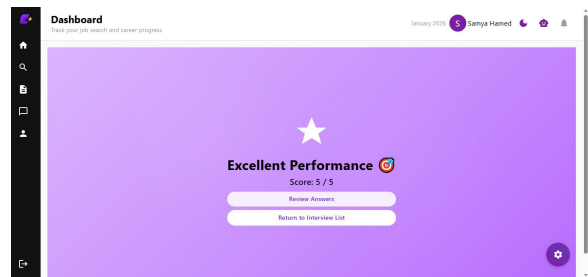 Dashboard
Track your job search and career progress
January 2026
S
Samya Hamed
Excellent Performance 🎯
Score: 5 / 5
Review Answers
Return to Interview List